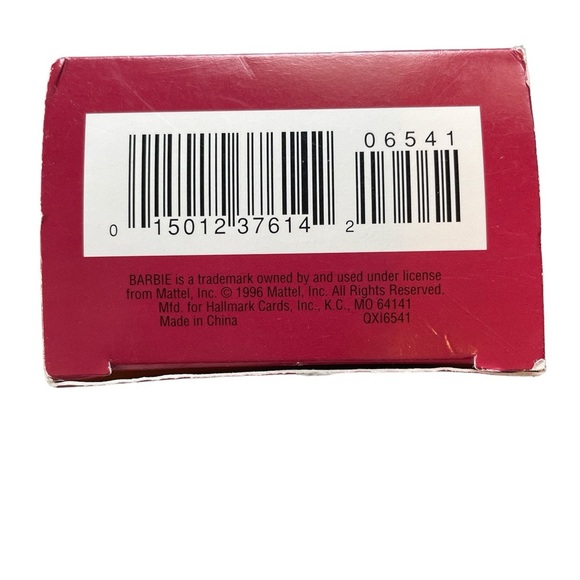 06541
0 15012 37614 2
BARBIE is a trademark owned by and used under license
from Mattel, Inc. © 1996 Mattel, Inc. All Rights Reserved.
Mfd. for Hallmark Cards, Inc., K.C., MO 64141
Made in China QXI6541